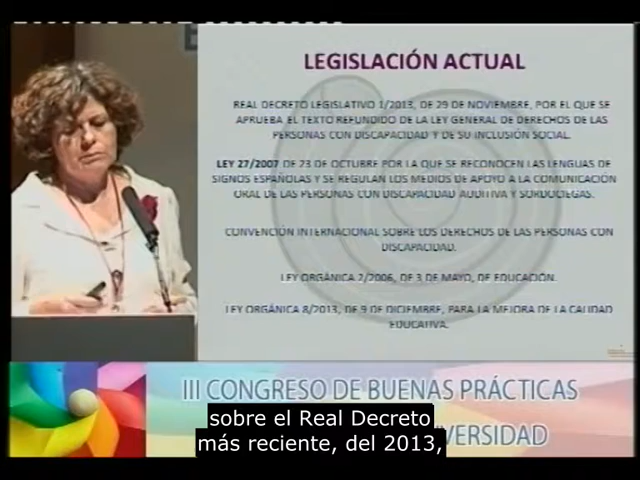 LEGISLACIÓN ACTUAL
REAL DECRETO LEGISLATIVO 1/2013, DE 29 DE NOVIEMBRE, POR EL QUE SE
APRUEBA EL TEXTO REFUNDIDO DE LA LEY GENERAL DE DERECHOS DE LAS
PERSONAS CON DISCAPACIDAD Y DE SU INCLUSIÓN SOCIAL.
LEY 27/2007 DE 23 DE OCTUBRE POR LA QUE SE RECONOCEN LAS LENGUAS DE
SIGNOS ESPAÑOLAS Y SE REGULAN LOS MEDIOS DE APOYO A LA COMUNICACIÓN
ORAL DE LAS PERSONAS CON DISCAPACIDAD AUDITIVA Y SORDOCIEGAS.
CONVENCIÓN INTERNACIONAL SOBRE LOS DERECHOS DE LAS PERSONAS CON
DISCAPACIDAD.
LEY ORGÁNICA 2/2006, DE 3 DE MAYO, DE EDUCACIÓN.
LEY ORGÁNICA 8/2013, DE 9 DE DICIEMBRE, PARA LA MEJORA DE LA CALIDAD
EDUCATIVA.
III CONGRESO DE BUENAS PRÁCTICAS
VERSIDAD
sobre el Real Decreto
más reciente, del 2013,